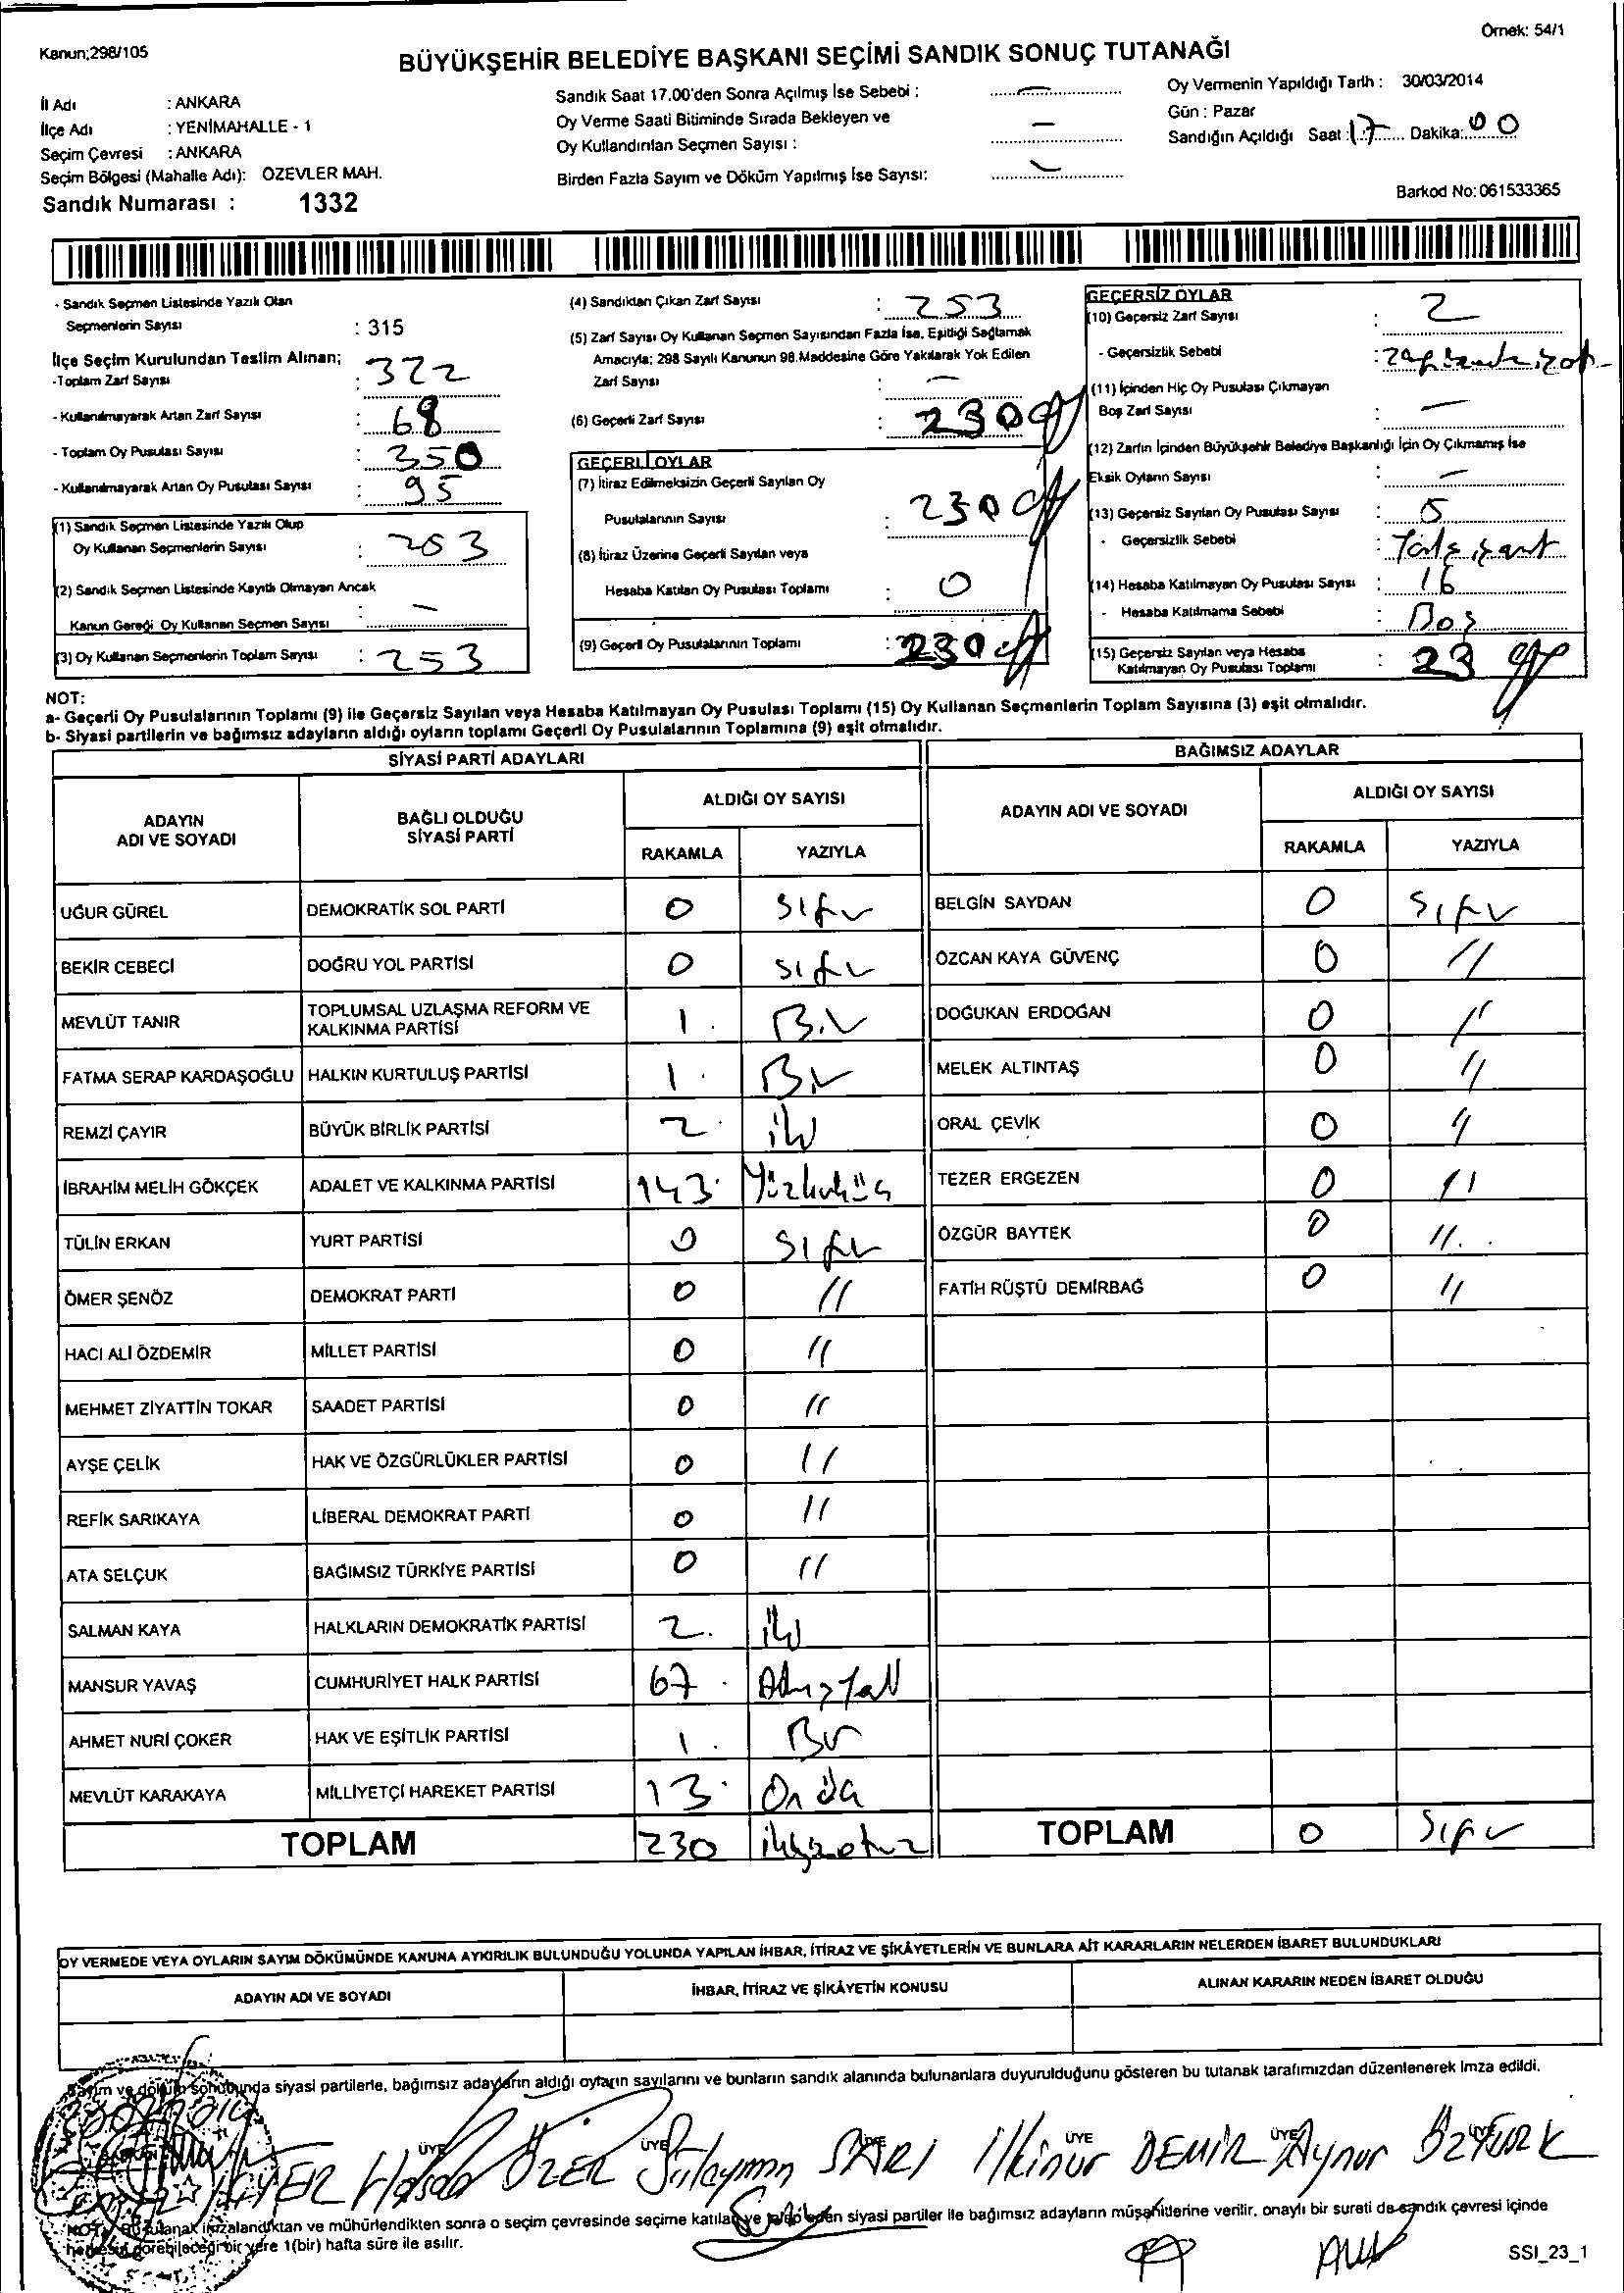 Kanun;298/105
Örnek: 54/1
BÜYÜKŞEHİR BELEDİYE BAŞKANI SEÇİMİ SANDIK SONUÇ TUTANAĞI
İl Adı : ANKARA
İlçe Adı : YENİMAHALLE - 1
Seçim Çevresi : ANKARA
Seçim Bölgesi (Mahalle Adı): ÖZEVLER MAH.
Sandık Numarası : 1332
Sandık Saat 17.00'den Sonra Açılmış İse Sebebi : —
Oy Verme Saati Bitiminde Sırada Bekleyen ve
Oy Kullandırılan Seçmen Sayısı : —
Birden Fazla Sayım ve Döküm Yapılmış İse Sayısı: —
Oy Vermenin Yapıldığı Tarih : 30/03/2014
Gün : Pazar
Sandığın Açıldığı Saat : 17 Dakika: 00
Barkod No: 061533365
- Sandık Seçmen Listesinde Yazılı Olan
Seçmenlerin Sayısı : 315
İlçe Seçim Kurulundan Teslim Alınan;
-Toplam Zarf Sayısı : 322
- Kullanılmayarak Artan Zarf Sayısı : 68
- Toplam Oy Pusulası Sayısı : 350
- Kullanılmayarak Artan Oy Pusulası Sayısı : 95
(1) Sandık Seçmen Listesinde Yazılı Olup
Oy Kullanan Seçmenlerin Sayısı : 253
(2) Sandık Seçmen Listesinde Kayıtlı Olmayan Ancak
Kanun Gereği Oy Kullanan Seçmen Sayısı : —
(3) Oy Kullanan Seçmenlerin Toplam Sayısı : 253
(4) Sandıktan Çıkan Zarf Sayısı : 253
(5) Zarf Sayısı Oy Kullanan Seçmen Sayısından Fazla İse, Eşitliği Sağlamak
Amacıyla; 298 Sayılı Kanunun 98.Maddesine Göre Yakılarak Yok Edilen
Zarf Sayısı : —
(6) Geçerli Zarf Sayısı : 230
GEÇERLİ OYLAR
(7) İtiraz Edilmeksizin Geçerli Sayılan Oy
Pusulalarının Sayısı : 230
(8) İtiraz Üzerine Geçerli Sayılan veya
Hesaba Katılan Oy Pusulası Toplamı : 0
(9) Geçerli Oy Pusulalarının Toplamı : 230
GEÇERSİZ OYLAR
(10) Geçersiz Zarf Sayısı : 2
- Geçersizlik Sebebi :
(11) İçinden Hiç Oy Pusulası Çıkmayan
Boş Zarf Sayısı : —
(12) Zarfın İçinden Büyükşehir Belediye Başkanlığı İçin Oy Çıkmamış İse
Eksik Oyların Sayısı : —
(13) Geçersiz Sayılan Oy Pusulası Sayısı : 5
- Geçersizlik Sebebi :
(14) Hesaba Katılmayan Oy Pusulası Sayısı : 16
- Hesaba Katılmama Sebebi : Boş
(15) Geçersiz Sayılan veya Hesaba
Katılmayan Oy Pusulası Toplamı : 23
NOT:
a- Geçerli Oy Pusulalarının Toplamı (9) ile Geçersiz Sayılan veya Hesaba Katılmayan Oy Pusulası Toplamı (15) Oy Kullanan Seçmenlerin Toplam Sayısına (3) eşit olmalıdır.
b- Siyasi partilerin ve bağımsız adayların aldığı oyların toplamı Geçerli Oy Pusulalarının Toplamına (9) eşit olmalıdır.
SİYASİ PARTİ ADAYLARI
ADAYIN ADI VE SOYADI
BAĞLI OLDUĞU SİYASİ PARTİ
ALDIĞI OY SAYISI
RAKAMLA YAZIYLA
UĞUR GÜREL DEMOKRATİK SOL PARTİ 0 Sıfır
BEKİR CEBECİ DOĞRU YOL PARTİSİ 0 Sıfır
MEVLÜT TANIR TOPLUMSAL UZLAŞMA REFORM VE KALKINMA PARTİSİ 1 Bir
FATMA SERAP KARDAŞOĞLU HALKIN KURTULUŞ PARTİSİ 1 Bir
REMZİ ÇAYIR BÜYÜK BİRLİK PARTİSİ 2 iki
İBRAHİM MELİH GÖKÇEK ADALET VE KALKINMA PARTİSİ 143 Yüzkırküç
TÜLİN ERKAN YURT PARTİSİ 0 Sıfır
ÖMER ŞENÖZ DEMOKRAT PARTİ 0 //
HACI ALİ ÖZDEMİR MİLLET PARTİSİ 0 //
MEHMET ZİYATTİN TOKAR SAADET PARTİSİ 0 //
AYŞE ÇELİK HAK VE ÖZGÜRLÜKLER PARTİSİ 0 //
REFİK SARIKAYA LİBERAL DEMOKRAT PARTİ 0 //
ATA SELÇUK BAĞIMSIZ TÜRKİYE PARTİSİ 0 //
SALMAN KAYA HALKLARIN DEMOKRATİK PARTİSİ 2 iki
MANSUR YAVAŞ CUMHURİYET HALK PARTİSİ 67 Altmışyedi
AHMET NURİ ÇOKER HAK VE EŞİTLİK PARTİSİ 1 Bir
MEVLÜT KARAKAYA MİLLİYETÇİ HAREKET PARTİSİ 13 Onüç
TOPLAM 230 ikiyüzotuz
BAĞIMSIZ ADAYLAR
ADAYIN ADI VE SOYADI
ALDIĞI OY SAYISI
RAKAMLA YAZIYLA
BELGİN SAYDAN 0 Sıfır
ÖZCAN KAYA GÜVENÇ 0 //
DOĞUKAN ERDOĞAN 0 //
MELEK ALTINTAŞ 0 //
ORAL ÇEVİK 0 //
TEZER ERGEZEN 0 //
ÖZGÜR BAYTEK 0 //
FATİH RÜŞTÜ DEMİRBAĞ 0 //
TOPLAM 0 Sıfır
OY VERMEDE VEYA OYLARIN SAYIM DÖKÜMÜNDE KANUNA AYKIRILIK BULUNDUĞU YOLUNDA YAPILAN İHBAR, İTİRAZ VE ŞİKÂYETLERİN VE BUNLARA AİT KARARLARIN NELERDEN İBARET BULUNDUKLARI
ADAYIN ADI VE SOYADI
İHBAR, İTİRAZ VE ŞİKÂYETİN KONUSU
ALINAN KARARIN NEDEN İBARET OLDUĞU
Sayım ve döküm sonucunda siyasi partilerle, bağımsız adayların aldığı oyların sayılarını ve bunların sandık alanında bulunanlara duyurulduğunu gösteren bu tutanak tarafımızdan düzenlenerek imza edildi.
ÜYE ÜYE ÜYE ÜYE ÜYE ÜYE
Hasan ÖZER Süleyman SARI İlkinur DEMİR Aynur ÖZTÜRK
NOT: Bu tutanak imzalandıktan ve mühürlendikten sonra o seçim çevresinde seçime katılan ve talep eden siyasi partiler ile bağımsız adayların müşahitlerine verilir, onaylı bir sureti de sandık çevresi içinde
herkesin görebileceği bir yere 1(bir) hafta süre ile asılır.
SSI_23_1